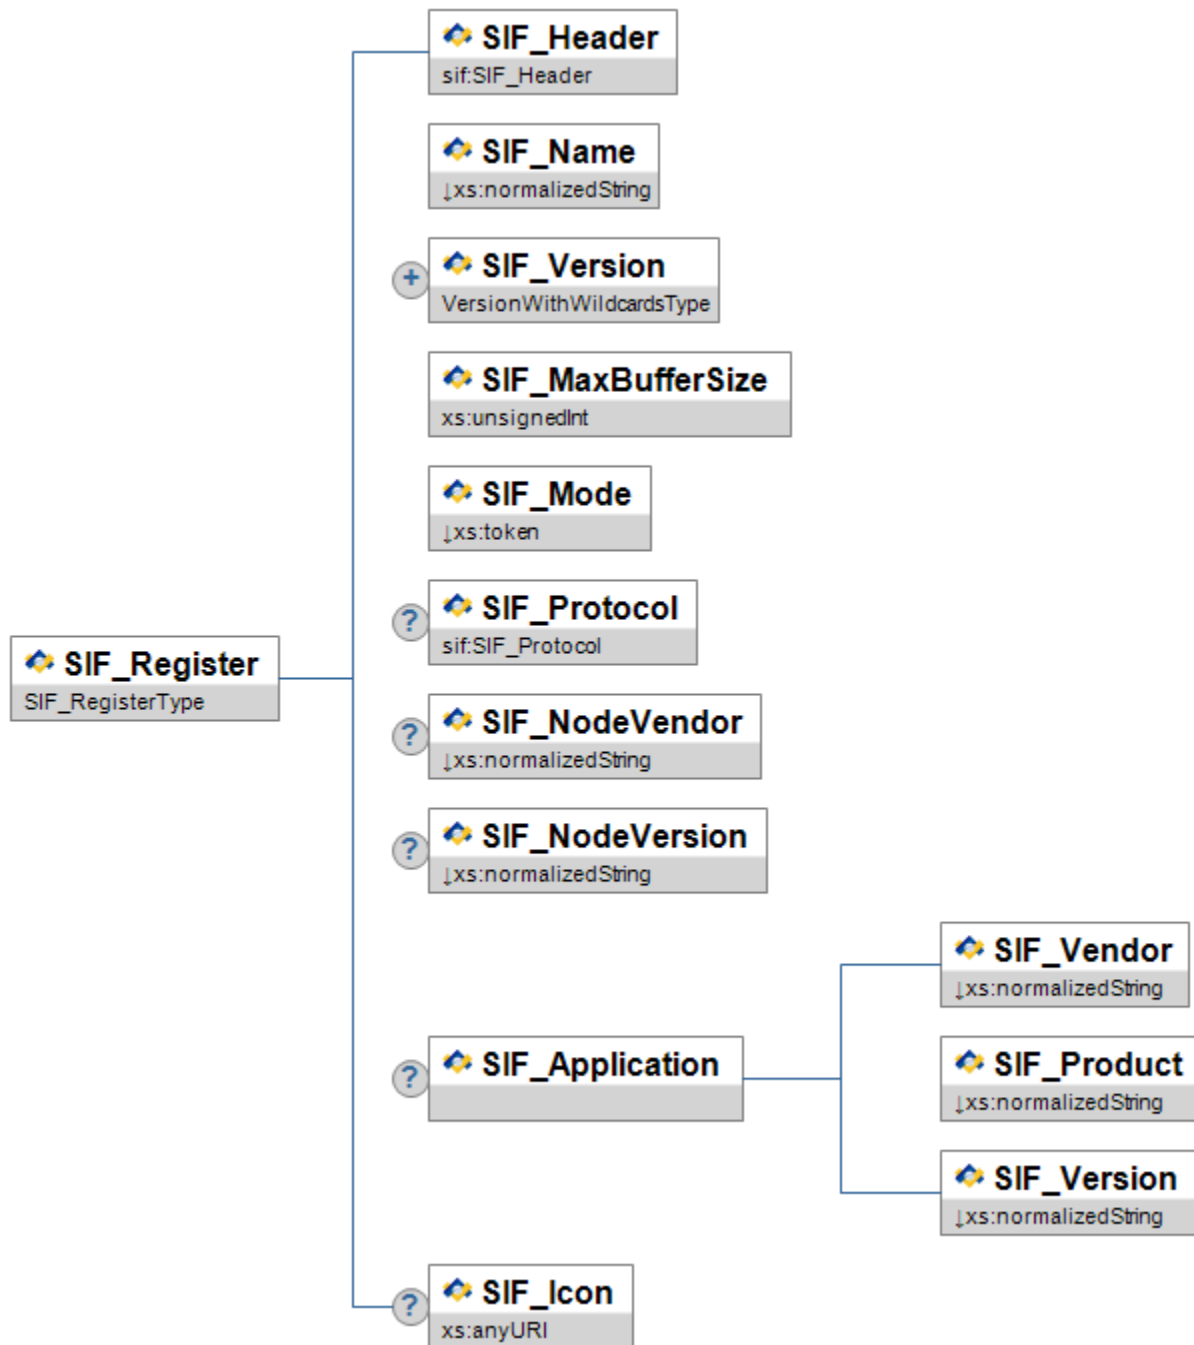 SIF_Header
sif:SIF_Header
SIF_Name
↓xs:normalizedString
+
SIF_Version
VersionWithWildcardsType
SIF_MaxBufferSize
xs:unsignedInt
SIF_Mode
↓xs:token
?
SIF_Protocol
sif:SIF_Protocol
SIF_Register
SIF_RegisterType
?
SIF_NodeVendor
↓xs:normalizedString
?
SIF_NodeVersion
↓xs:normalizedString
?
SIF_Application
SIF_Vendor
↓xs:normalizedString
SIF_Product
↓xs:normalizedString
SIF_Version
↓xs:normalizedString
?
SIF_Icon
xs:anyURI